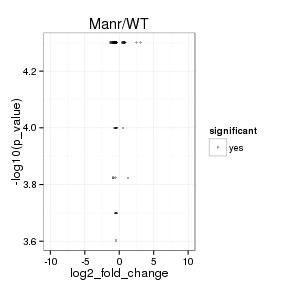 Manr/WT
4.2
4.0
3.8
3.6
-log10(p_value)
-10
-5
0
5
10
log2_fold_change
significant
yes